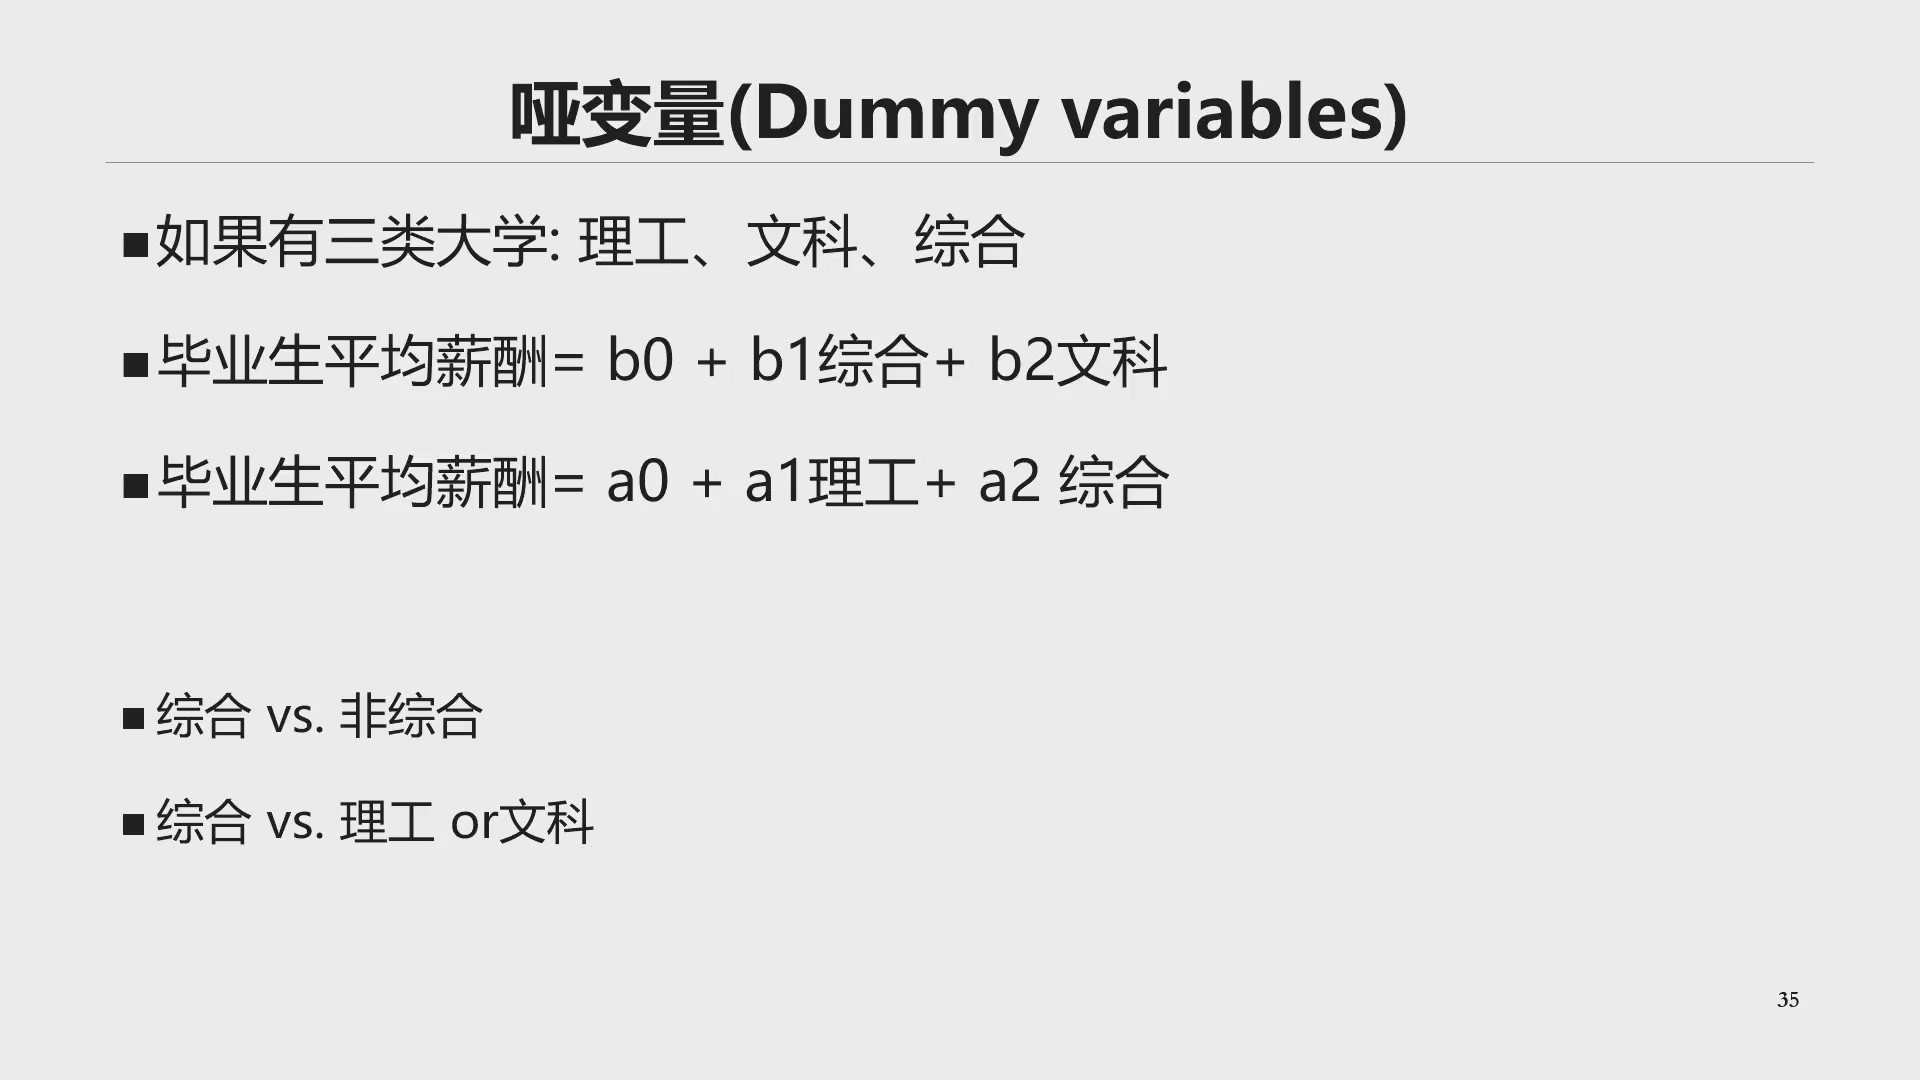 哑变量(Dummy variables)
■如果有三类大学: 理工、文科、综合
■毕业生平均薪酬= b0 + b1综合+ b2文科
■毕业生平均薪酬= a0 + a1理工+ a2 综合
■ 综合 vs. 非综合
■ 综合 vs. 理工 or文科
35